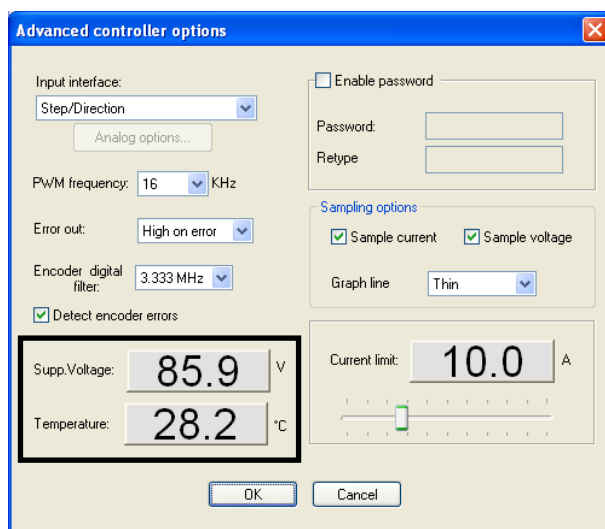 Advanced controller options
Input interface:
Step/Direction
Analog options...
PWM frequency: 16 KHz
Error out: High on error
Encoder digital
filter: 3.333 MHz
Detect encoder errors
Supp.Voltage: 85.9 V
Temperature: 28.2 °C
Enable password
Password:
Retype
Sampling options
Sample current Sample voltage
Graph line Thin
Current limit: 10.0 A
OK Cancel